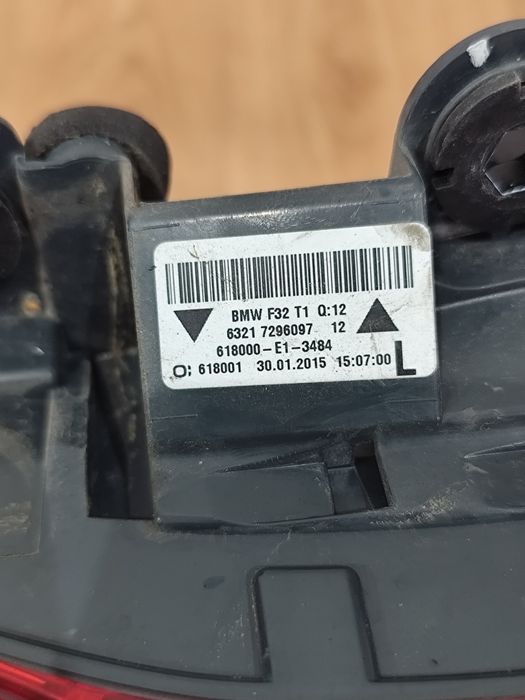 BMW F32 T1 Q:12
6321 7296097 12
618000-E1-3484
O: 618001 30.01.2015 15:07:00 L